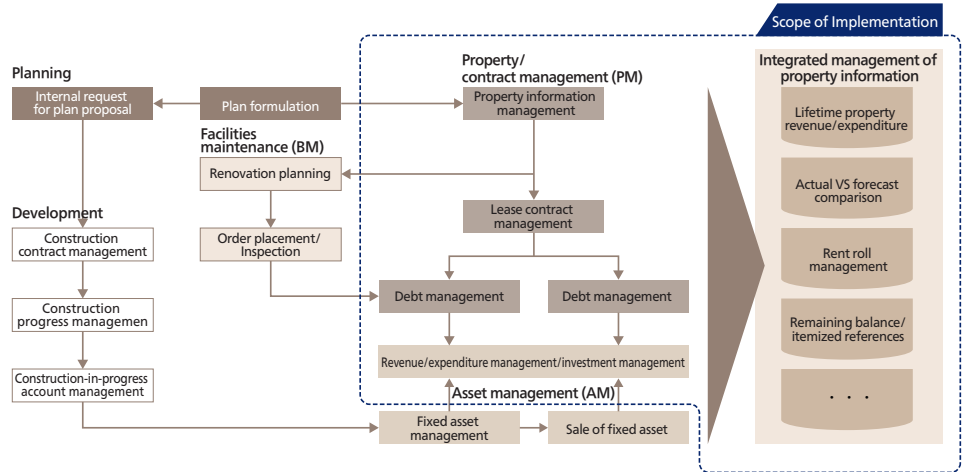 Scope of Implementation
Planning
Internal request
for plan proposal
Plan formulation
Property/
contract management (PM)
Property information
management
Facilities
maintenance (BM)
Renovation planning
Order placement/
Inspection
Lease contract
management
Debt management
Debt management
Revenue/expenditure management/investment management
Asset management (AM)
Fixed asset
management
Sale of fixed asset
Development
Construction
contract management
Construction
progress managemen
Construction-in-progress
account management
Integrated management of
property information
Lifetime property
revenue/expenditure
Actual VS forecast
comparison
Rent roll
management
Remaining balance/
itemized references
· · ·